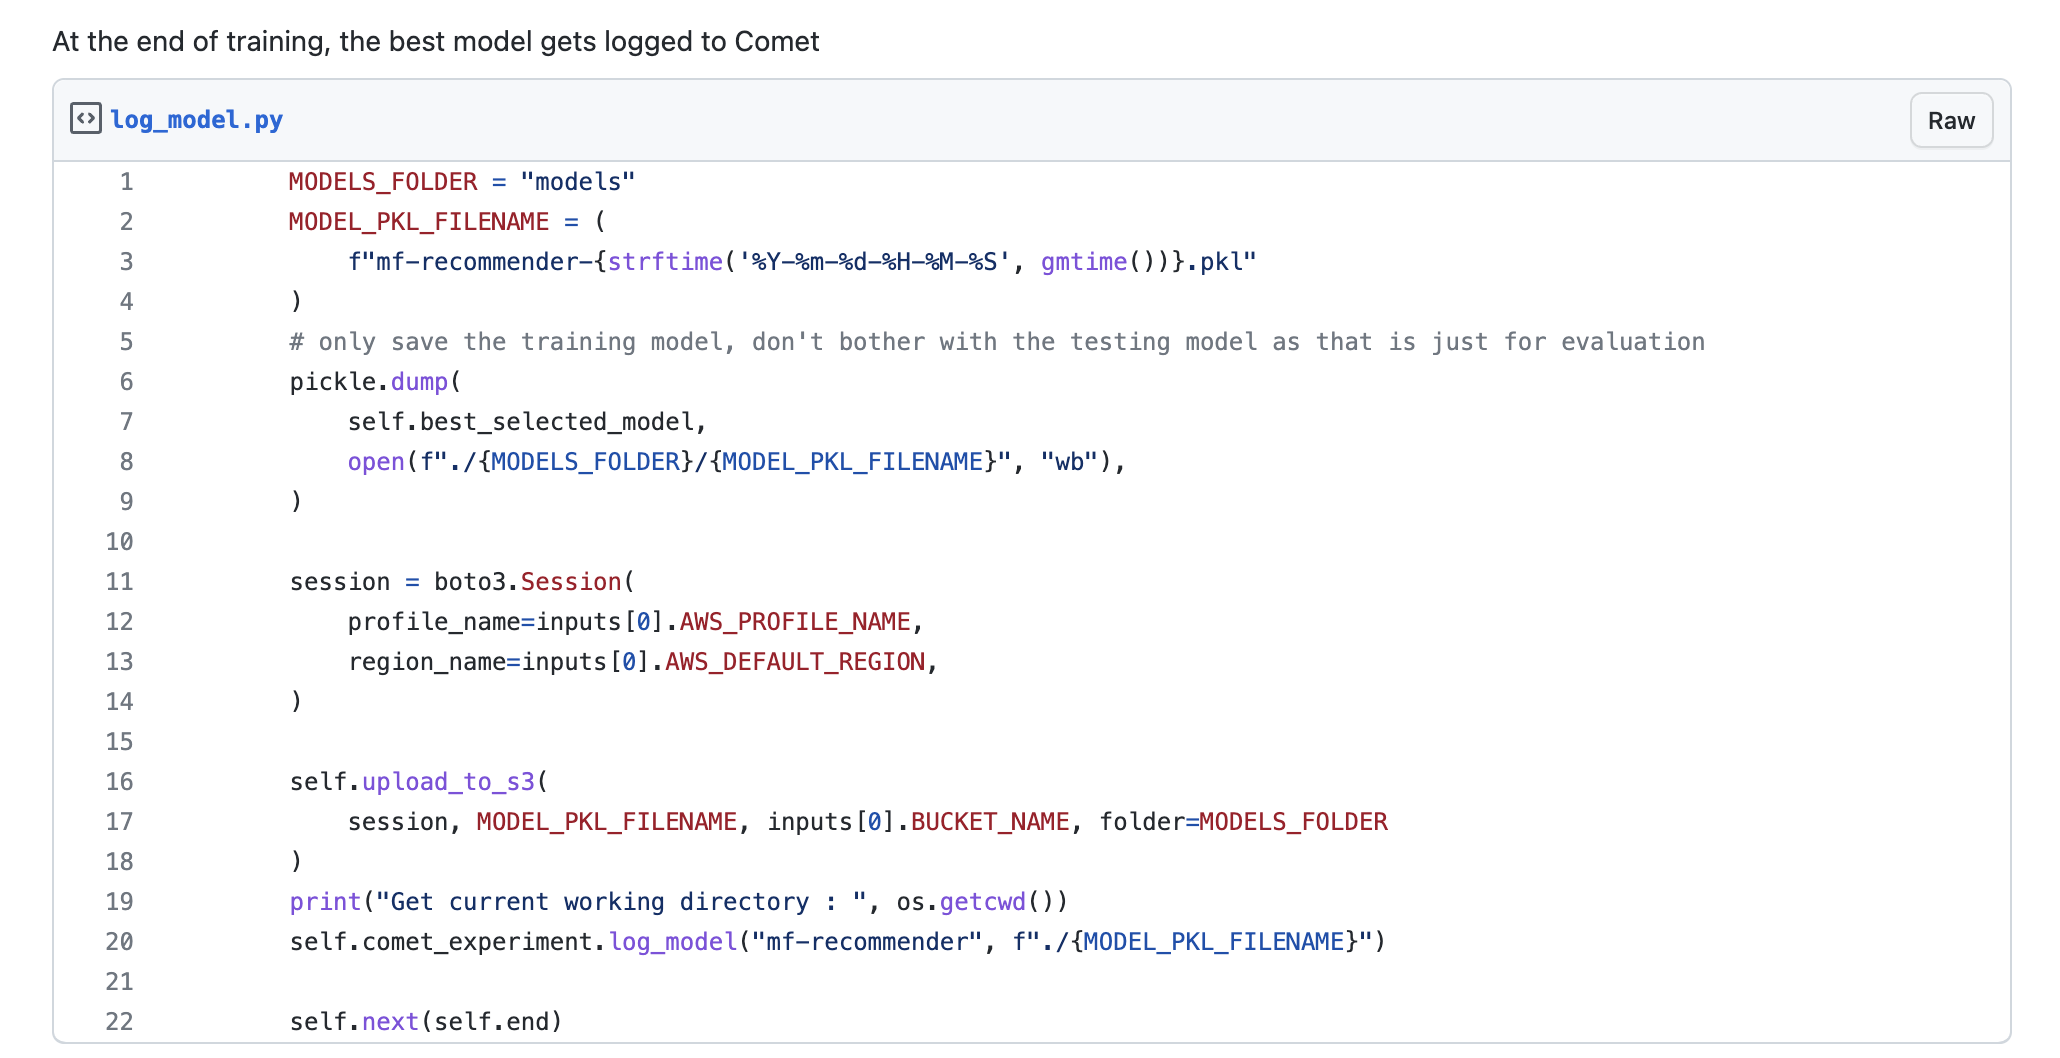 At the end of training, the best model gets logged to Comet
log_model.py
Raw
1 MODELS_FOLDER = "models"
2 MODEL_PKL_FILENAME = (
3     f"mf-recommender-{strftime('%Y-%m-%d-%H-%M-%S', gmtime())}.pkl"
4 )
5 # only save the training model, don't bother with the testing model as that is just for evaluation
6 pickle.dump(
7     self.best_selected_model,
8     open(f"./{MODELS_FOLDER}/{MODEL_PKL_FILENAME}", "wb"),
9 )
10
11 session = boto3.Session(
12     profile_name=inputs[0].AWS_PROFILE_NAME,
13     region_name=inputs[0].AWS_DEFAULT_REGION,
14 )
15
16 self.upload_to_s3(
17     session, MODEL_PKL_FILENAME, inputs[0].BUCKET_NAME, folder=MODELS_FOLDER
18 )
19 print("Get current working directory : ", os.getcwd())
20 self.comet_experiment.log_model("mf-recommender", f"./{MODEL_PKL_FILENAME}")
21
22 self.next(self.end)